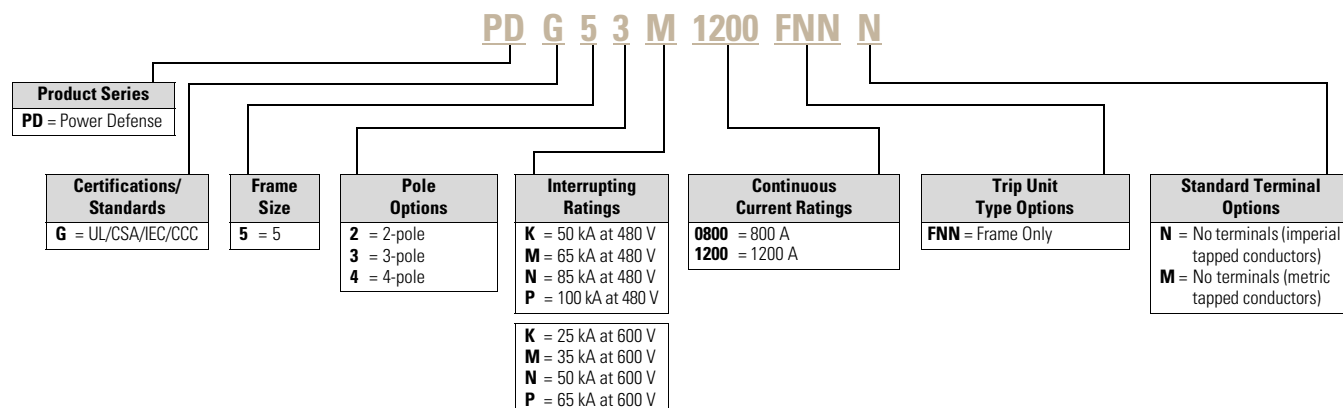 PD G 5 3 M 1200 FNN N
Product Series
PD = Power Defense
Certifications/
Standards
G = UL/CSA/IEC/CCC
Frame
Size
5 = 5
Pole
Options
2 = 2-pole
3 = 3-pole
4 = 4-pole
Interrupting
Ratings
K = 50 kA at 480 V
M = 65 kA at 480 V
N = 85 kA at 480 V
P = 100 kA at 480 V
K = 25 kA at 600 V
M = 35 kA at 600 V
N = 50 kA at 600 V
P = 65 kA at 600 V
Continuous
Current Ratings
0800 = 800 A
1200 = 1200 A
Trip Unit
Type Options
FNN = Frame Only
Standard Terminal
Options
N = No terminals (imperial
tapped conductors)
M = No terminals (metric
tapped conductors)